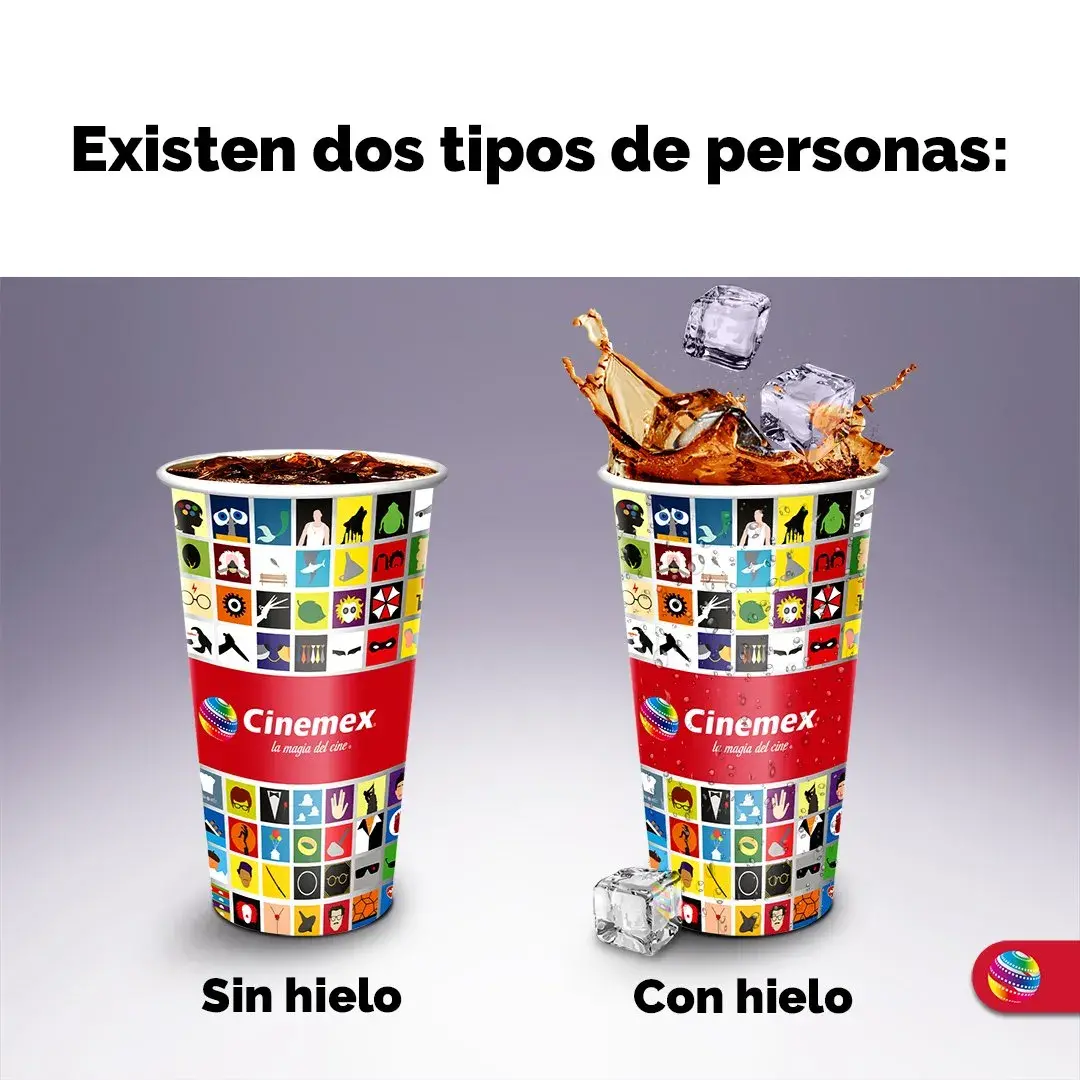 Existen dos tipos de personas:
Cinemex
la magia del cine
Cinemex
la magia del cine
Sin hielo
Con hielo